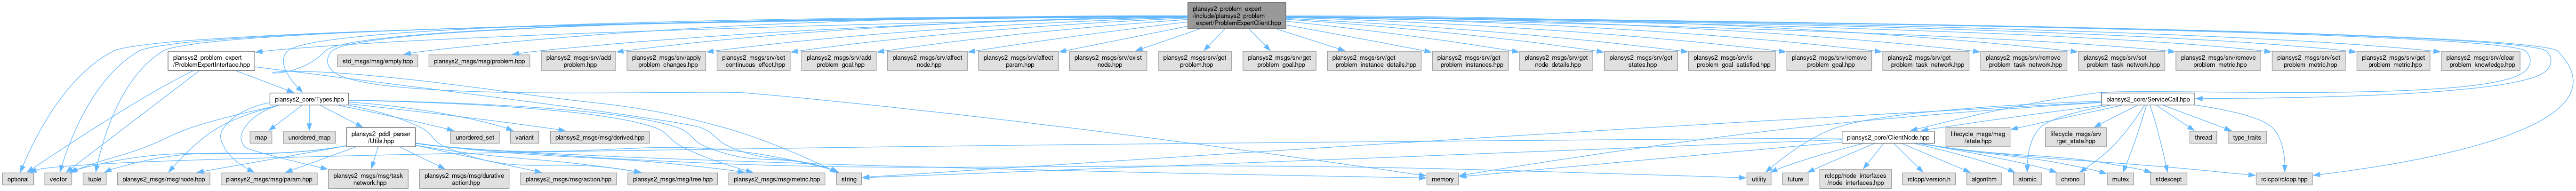 plansys2_problem_expert
/include/plansys2_problem
_expert/ProblemExpertClient.hpp
plansys2_problem_expert
/ProblemExpertInterface.hpp
std_msgs/msg/empty.hpp
plansys2_msgs/msg/problem.hpp
plansys2_msgs/srv/add
_problem.hpp
plansys2_msgs/srv/apply
_problem_changes.hpp
plansys2_msgs/srv/set
_continuous_effect.hpp
plansys2_msgs/srv/add
_problem_goal.hpp
plansys2_msgs/srv/affect
_node.hpp
plansys2_msgs/srv/affect
_param.hpp
plansys2_msgs/srv/exist
_node.hpp
plansys2_msgs/srv/get
_problem.hpp
plansys2_msgs/srv/get
_problem_goal.hpp
plansys2_msgs/srv/get
_problem_instance_details.hpp
plansys2_msgs/srv/get
_problem_instances.hpp
plansys2_msgs/srv/get
_node_details.hpp
plansys2_msgs/srv/get
_states.hpp
plansys2_msgs/srv/is
_problem_goal_satisfied.hpp
plansys2_msgs/srv/remove
_problem_goal.hpp
plansys2_msgs/srv/get
_problem_task_network.hpp
plansys2_msgs/srv/remove
_problem_task_network.hpp
plansys2_msgs/srv/set
_problem_task_network.hpp
plansys2_msgs/srv/remove
_problem_metric.hpp
plansys2_msgs/srv/set
_problem_metric.hpp
plansys2_msgs/srv/get
_problem_metric.hpp
plansys2_msgs/srv/clear
_problem_knowledge.hpp
plansys2_core/Types.hpp
plansys2_core/ServiceCall.hpp
map
unordered_map
plansys2_pddl_parser
/Utils.hpp
unordered_set
variant
plansys2_msgs/msg/derived.hpp
plansys2_core/ClientNode.hpp
lifecycle_msgs/msg
/state.hpp
lifecycle_msgs/srv
/get_state.hpp
thread
type_traits
optional
vector
tuple
plansys2_msgs/msg/node.hpp
plansys2_msgs/msg/param.hpp
plansys2_msgs/msg/task
_network.hpp
plansys2_msgs/msg/durative
_action.hpp
plansys2_msgs/msg/action.hpp
plansys2_msgs/msg/tree.hpp
plansys2_msgs/msg/metric.hpp
string
memory
utility
future
rclcpp/node_interfaces
/node_interfaces.hpp
rclcpp/version.h
algorithm
atomic
chrono
mutex
stdexcept
rclcpp/rclcpp.hpp